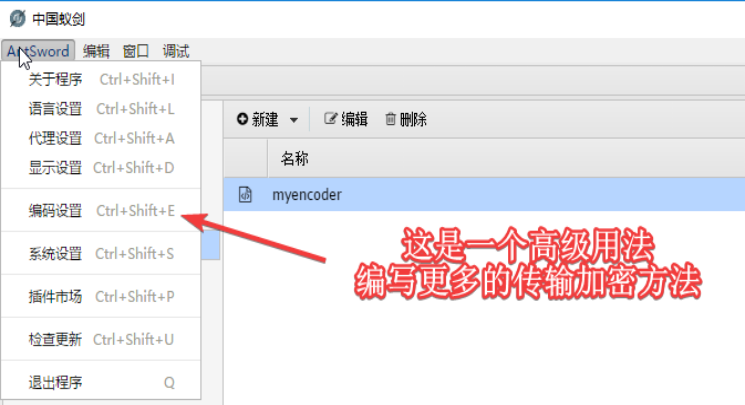 中国蚁剑
AntSword 编辑 窗口 调试
关于程序 Ctrl+Shift+I
语言设置 Ctrl+Shift+L
代理设置 Ctrl+Shift+A
显示设置 Ctrl+Shift+D
编码设置 Ctrl+Shift+E
系统设置 Ctrl+Shift+S
插件市场 Ctrl+Shift+P
检查更新 Ctrl+Shift+U
退出程序 Q
新建 编辑 删除
名称
myencoder
这是一个高级用法
编写更多的传输加密方法